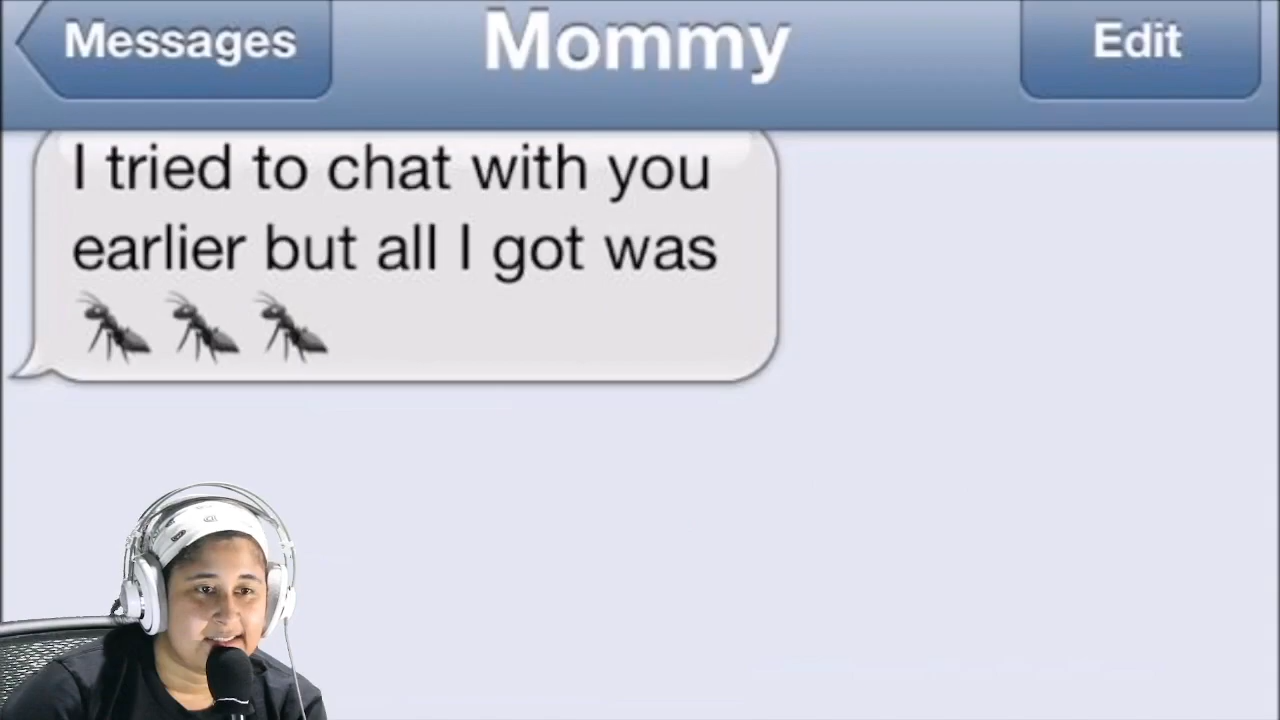 Messages Mommy Edit
I tried to chat with you
earlier but all I got was
🐜 🐜 🐜